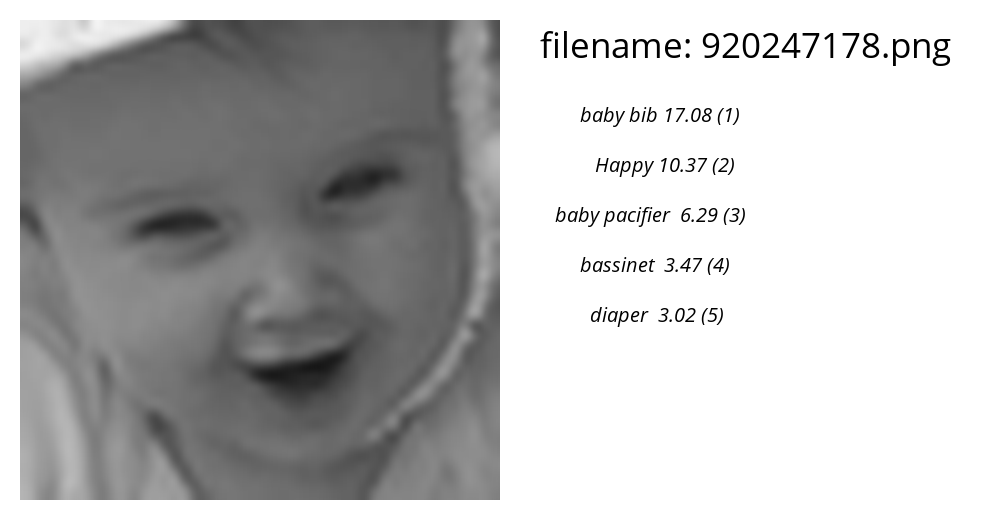 filename: 920247178.png
baby bib 17.08 (1)
Happy 10.37 (2)
baby pacifier 6.29 (3)
bassinet 3.47 (4)
diaper 3.02 (5)